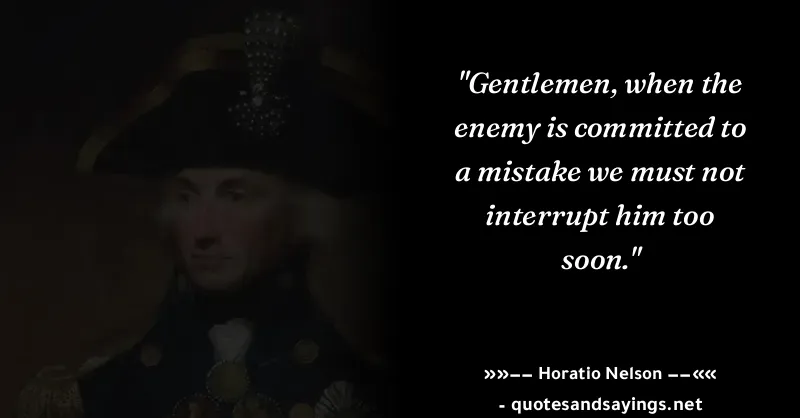 "Gentlemen, when the
enemy is committed to
a mistake we must not
interrupt him too
soon."
»»–– Horatio Nelson ––««
- quotesandsayings.net